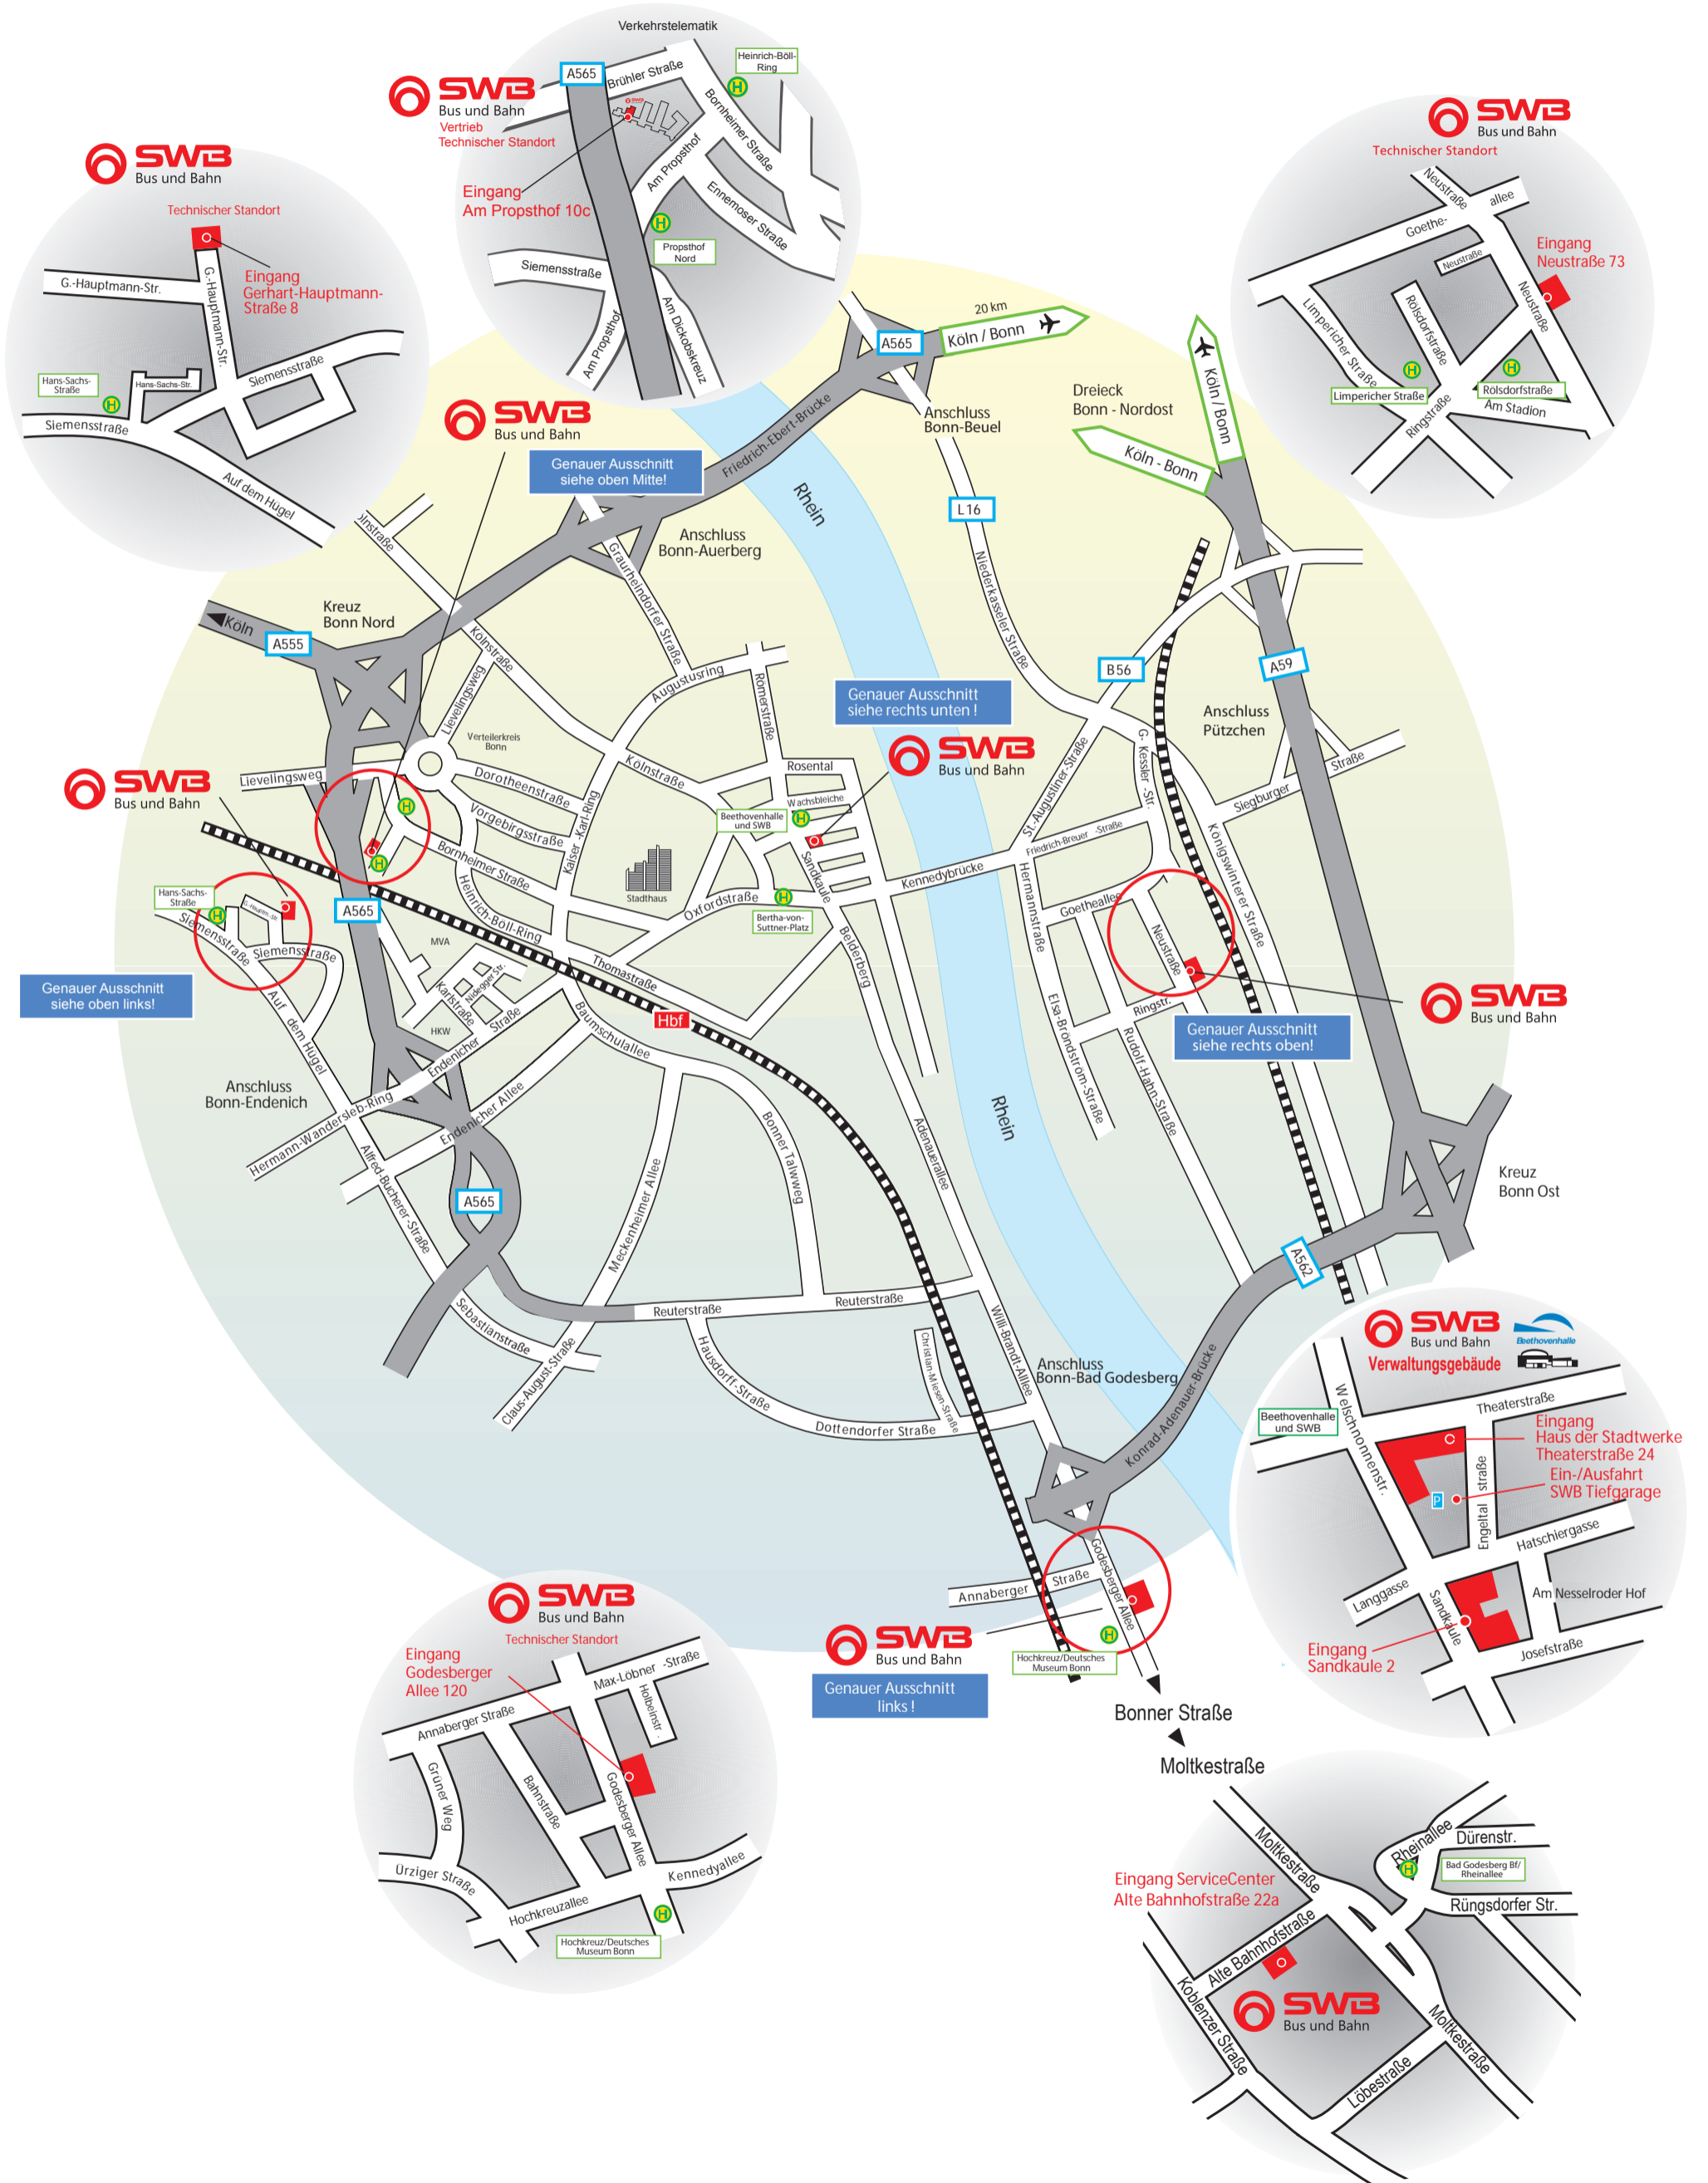 Verkehrstelematik
A565
Brühler Straße
Heinrich-Böll-
Ring
H
SWB
Bus und Bahn
Vertrieb
Technischer Standort
Bornheimer Straße
Am Propsthof
Ennemoser Straße
Eingang
Am Propsthof 10c
H
Propsthof
Nord
Siemensstraße
Am Propsthof
Am Dickobskreuz
SWB
Bus und Bahn
Technischer Standort
G.-Hauptmann-Str.
G.-Hauptmann-Str.
Eingang
Gerhart-Hauptmann-
Straße 8
Hans-Sachs-
Straße
H
Hans-Sachs-Str.
Siemensstraße
Siemensstraße
Auf dem Hügel
SWB
Bus und Bahn
Technischer Standort
Neustraße
Goethe-
allee
Neustraße
Eingang
Neustraße 73
Neustraße
Limpericher Straße
Rölsdorfstraße
H
H
Limpericher Straße
Rölsdorfstraße
Am Stadion
Ringstraße
20 km
Köln / Bonn
A565
Anschluss
Bonn-Beuel
Dreieck
Bonn - Nordost
Köln / Bonn
Köln - Bonn
SWB
Bus und Bahn
Genauer Ausschnitt
siehe oben Mitte!
Friedrich-Ebert-Brücke
Rhein
L16
Anschluss
Bonn-Auerberg
Graurheindorfer Straße
Niederkasseler Straße
Kreuz
Bonn Nord
Köln
A555
Kölnstraße
Lievelingsweg
Augustusring
Römerstraße
B56
A59
Genauer Ausschnitt
siehe rechts unten !
Anschluss
Pützchen
Verteilerkreis
Bonn
SWB
Bus und Bahn
Lievelingsweg
SWB
Bus und Bahn
Kölnstraße
Rosental
Dorotheenstraße
Vorgebirgsstraße
Kaiser-Karl-Ring
Wachsbleiche
Beethovenhalle
und SWB
H
H
St.-Augustiner-Straße
G. Kessler -Str.
Siegburger
Straße
Friedrich-Breuer -Straße
Königswinterer Straße
Bornheimer Straße
Stadthaus
Sandkaule
Kennedybrücke
H
Hans-Sachs-
Straße
H
Siemensstraße
Siemensstraße
A565
Heinrich-Böll-Ring
Oxfordstraße
H
Bertha-von-
Suttner-Platz
Hermannstraße
Goetheallee
Neustraße
Belderberg
MVA
Thomastraße
Genauer Ausschnitt
siehe oben links!
Auf dem Hügel
Karlstraße
Nidegger Str.
HKW
Endenicher
Straße
Hbf
Baumschulallee
Elsa-Bröndström-Straße
Ringstr.
Rudolf-Hahn-Straße
SWB
Bus und Bahn
Genauer Ausschnitt
siehe rechts oben!
Anschluss
Bonn-Endenich
Hermann-Wandersleb-Ring
Endenicher Allee
Bonner Talweg
Adenauerallee
Rhein
Alfred-Bucherer-Straße
A565
Meckenheimer Allee
Kreuz
Bonn Ost
A562
Sebastianstraße
Reuterstraße
Reuterstraße
Claus-August-Straße
Hausdorff-Straße
Christian-Miesen-Straße
Willi-Brandt-Alllee
Anschluss
Bonn-Bad Godesberg
Dottendorfer Straße
Konrad-Adenauer-Brücke
SWB
Bus und Bahn
Verwaltungsgebäude
Beethovenhalle
Welschnonnenstr.
Theaterstraße
Beethovenhalle
und SWB
Eingang
Haus der Stadtwerke
Theaterstraße 24
Ein-/Ausfahrt
SWB Tiefgarage
P
Engeltal straße
Hatschiergasse
Langgasse
Sandkaule
Am Nesselroder Hof
Josefstraße
Eingang
Sandkaule 2
Annaberger
Straße
Godesberger Allee
H
SWB
Bus und Bahn
Hochkreuz/Deutsches
Museum Bonn
Genauer Ausschnitt
links !
Bonner Straße
Moltkestraße
SWB
Bus und Bahn
Technischer Standort
Eingang
Godesberger
Allee 120
Max-Löbner -Straße
Holbeinstr.
Annaberger Straße
Grüner Weg
Bahnstraße
Godesberger Allee
Ürziger Straße
Hochkreuzallee
Kennedyallee
H
Hochkreuz/Deutsches
Museum Bonn
Moltkestraße
Rheinallee
Dürenstr.
H
Bad Godesberg Bf/
Rheinallee
Rüngsdorfer Str.
Eingang ServiceCenter
Alte Bahnhofstraße 22a
Alte Bahnhofstraße
Koblenzer Straße
SWB
Bus und Bahn
Moltkestraße
Löbestraße